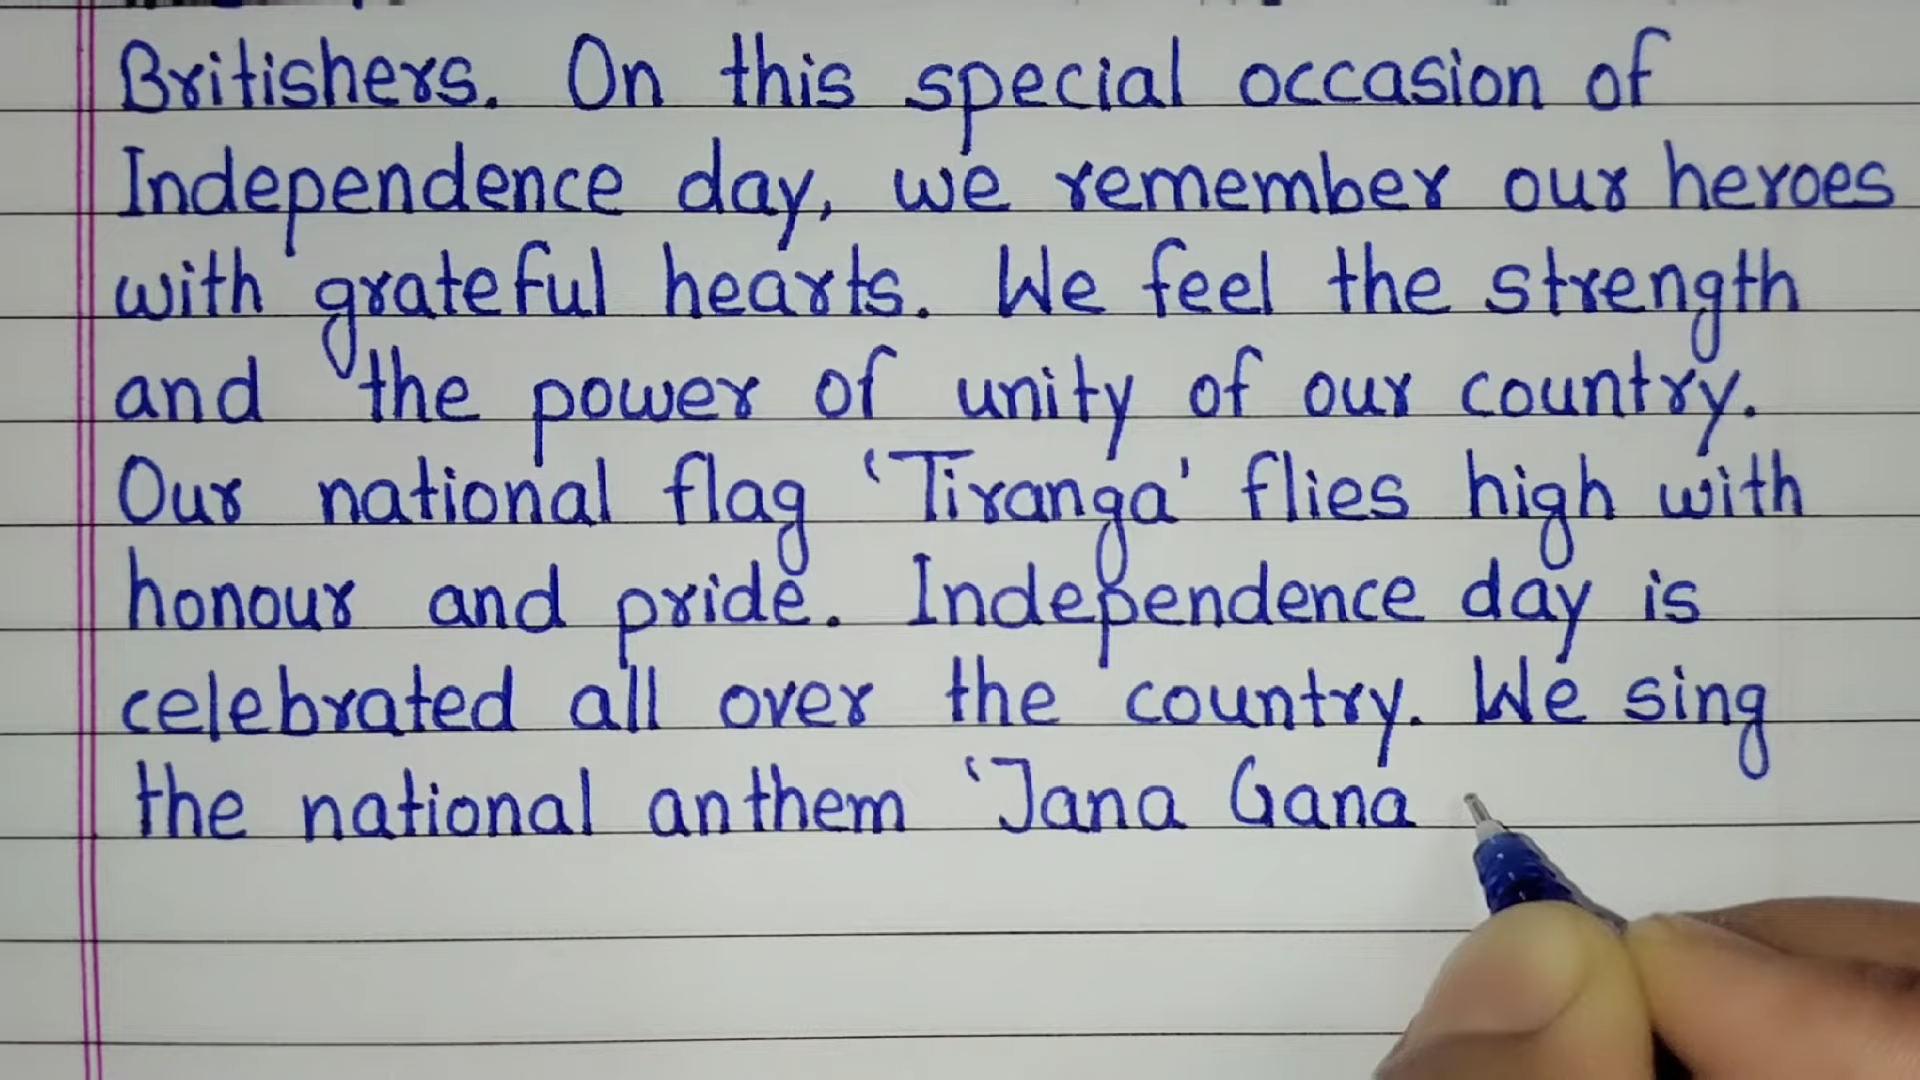 Britishers. On this special occasion of
Independence day, we remember our heroes
with grateful hearts. We feel the strength
and the power of unity of our country.
Our national flag 'Tiranga' flies high with
honour and pride. Independence day is
celebrated all over the country. We sing
the national anthem 'Jana Gana